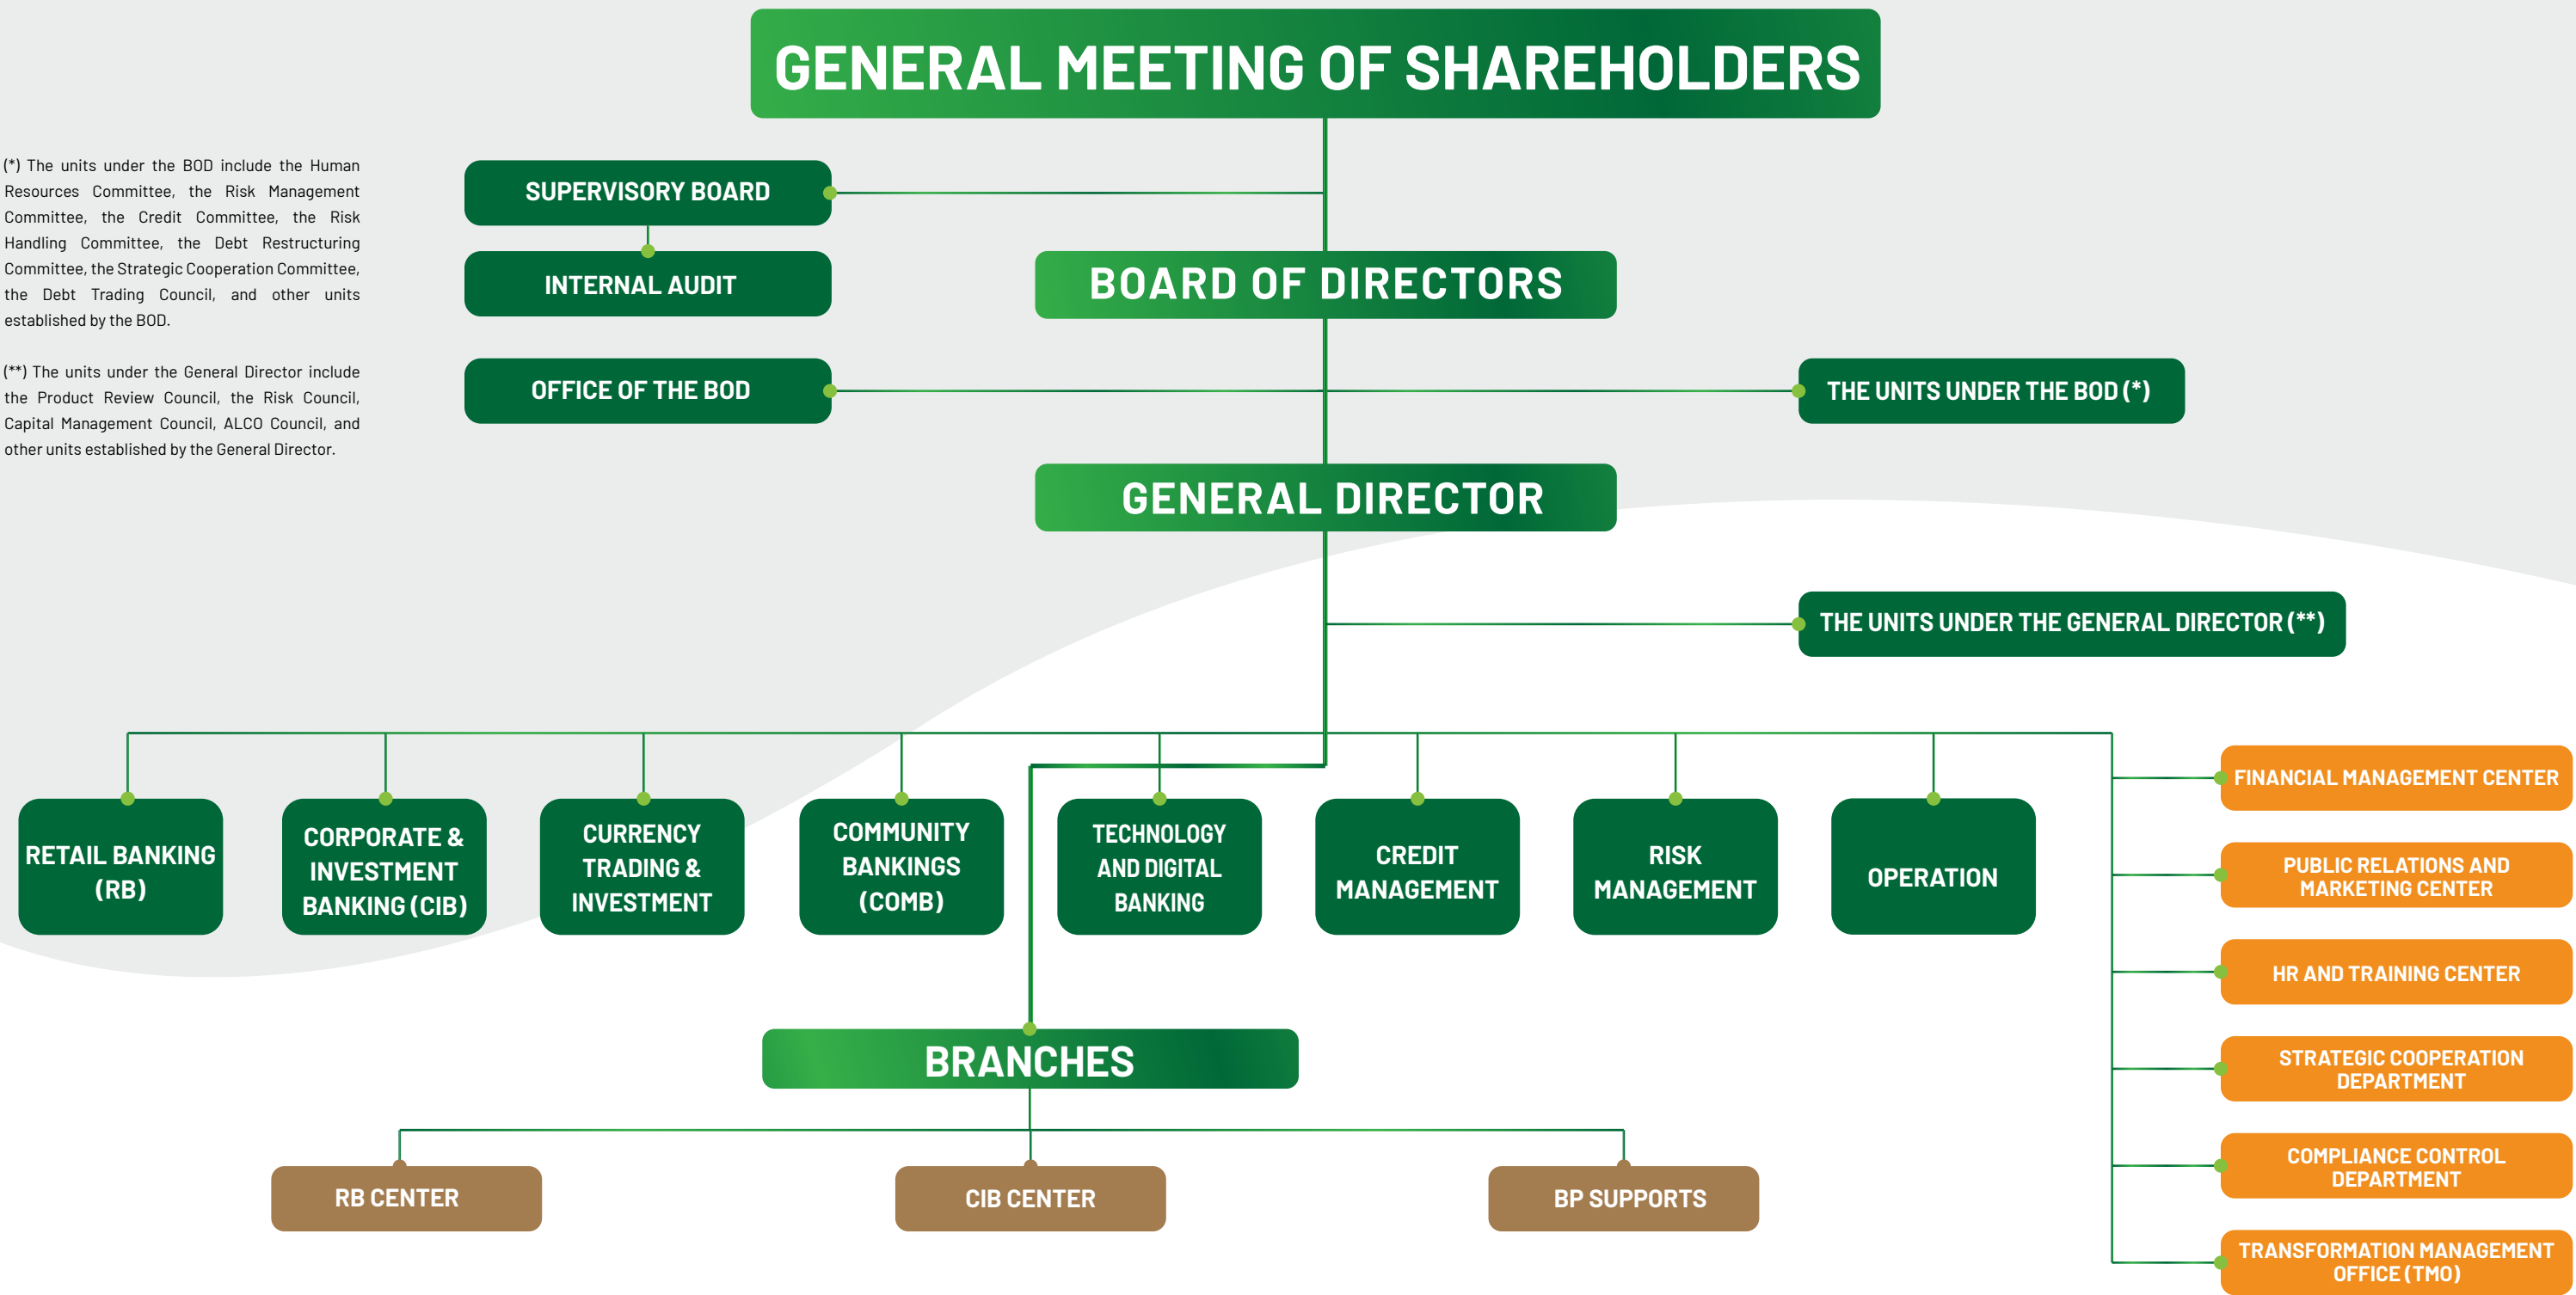 GENERAL MEETING OF SHAREHOLDERS
(*) The units under the BOD include the Human
Resources Committee, the Risk Management
Committee, the Credit Committee, the Risk
Handling Committee, the Debt Restructuring
Committee, the Strategic Cooperation Committee,
the Debt Trading Council, and other units
established by the BOD.
(**) The units under the General Director include
the Product Review Council, the Risk Council,
Capital Management Council, ALCO Council, and
other units established by the General Director.
SUPERVISORY BOARD
INTERNAL AUDIT
BOARD OF DIRECTORS
OFFICE OF THE BOD
THE UNITS UNDER THE BOD (*)
GENERAL DIRECTOR
THE UNITS UNDER THE GENERAL DIRECTOR (**)
RETAIL BANKING
(RB)
CORPORATE &
INVESTMENT
BANKING (CIB)
CURRENCY
TRADING &
INVESTMENT
COMMUNITY
BANKINGS
(COMB)
TECHNOLOGY
AND DIGITAL
BANKING
CREDIT
MANAGEMENT
RISK
MANAGEMENT
OPERATION
FINANCIAL MANAGEMENT CENTER
PUBLIC RELATIONS AND
MARKETING CENTER
HR AND TRAINING CENTER
STRATEGIC COOPERATION
DEPARTMENT
COMPLIANCE CONTROL
DEPARTMENT
TRANSFORMATION MANAGEMENT
OFFICE (TMO)
BRANCHES
RB CENTER
CIB CENTER
BP SUPPORTS